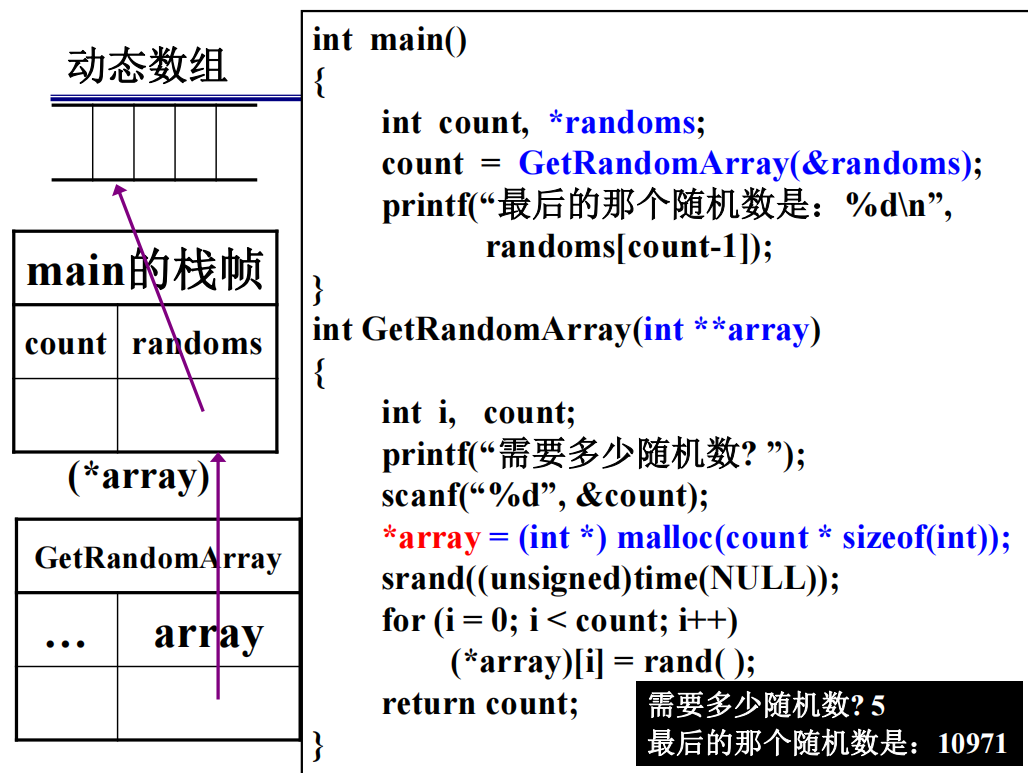 动态数组
main的栈帧
count randoms
(*array)
GetRandomArray
… array
int main()
{
int count, *randoms;
count = GetRandomArray(&randoms);
printf(“最后的那个随机数是：%d\n”,
randoms[count-1]);
}
int GetRandomArray(int **array)
{
int i, count;
printf(“需要多少随机数? ”);
scanf(“%d”, &count);
*array = (int *) malloc(count * sizeof(int));
srand((unsigned)time(NULL));
for (i = 0; i < count; i++)
(*array)[i] = rand( );
return count;
}
需要多少随机数? 5
最后的那个随机数是：10971